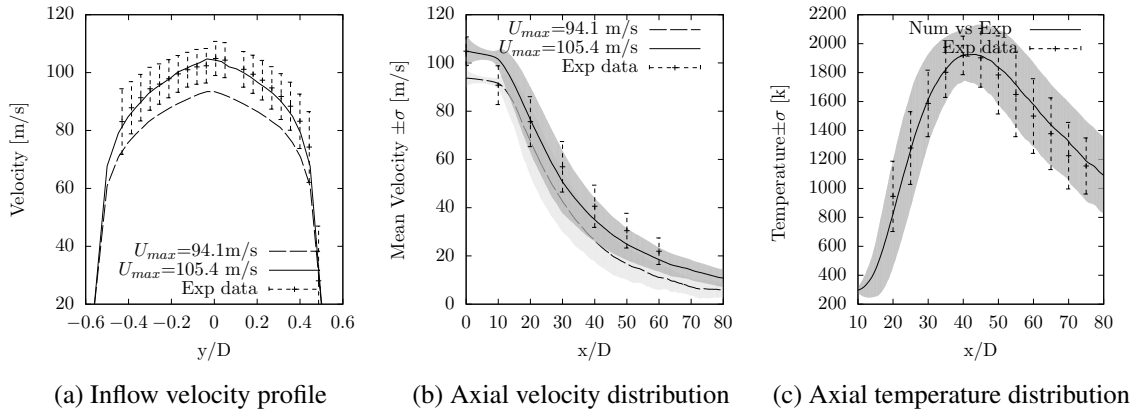 120
100
80
60
40
20
−0.6 −0.4 −0.2 0 0.2 0.4 0.6
Velocity [m/s]
y/D
U_max=94.1m/s
U_max=105.4 m/s
Exp data
(a) Inflow velocity profile
120
100
80
60
40
20
0
0 10 20 30 40 50 60 70 80
Mean Velocity ±σ [m/s]
x/D
U_max=94.1 m/s
U_max=105.4 m/s
Exp data
(b) Axial velocity distribution
2200
2000
1800
1600
1400
1200
1000
800
600
400
200
10 20 30 40 50 60 70 80
Temperature±σ [k]
x/D
Num vs Exp
Exp data
(c) Axial temperature distribution